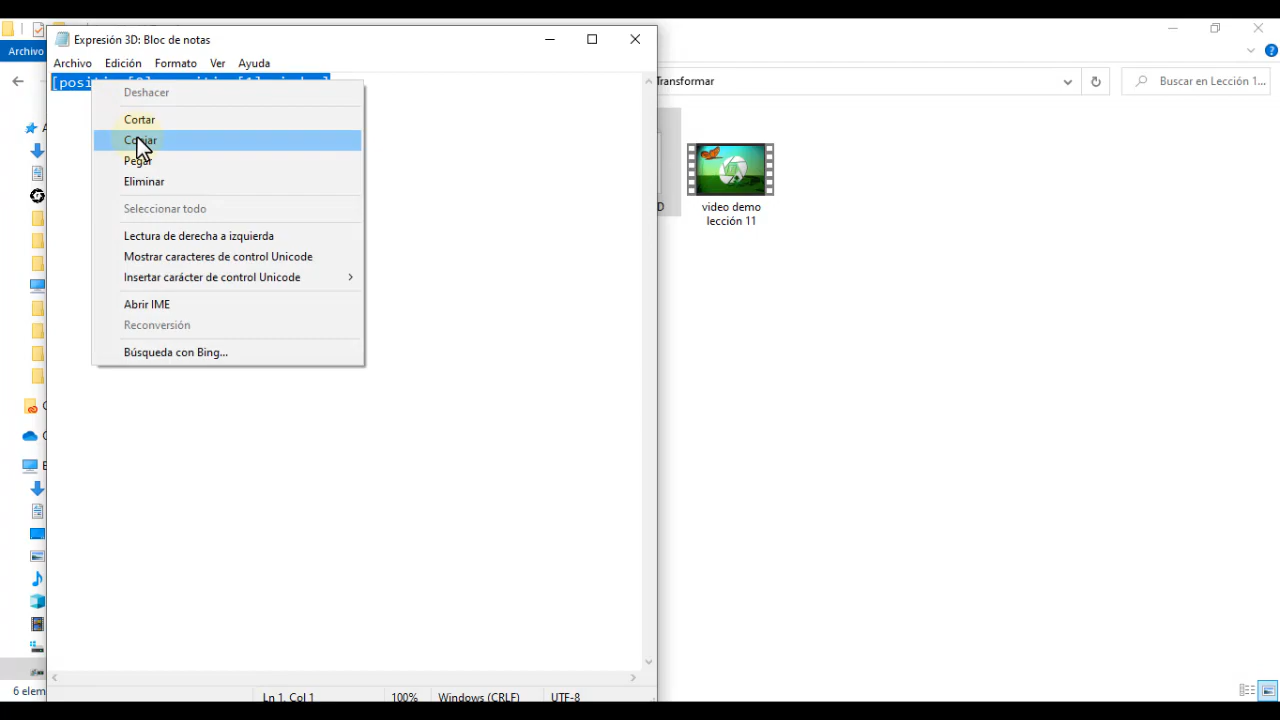 Archivo
Expresión 3D: Bloc de notas
Archivo Edición Formato Ver Ayuda
Transformar
Buscar en Lección 1...
Deshacer
Cortar
Copiar
Pegar
Eliminar
Seleccionar todo
Lectura de derecha a izquierda
Mostrar caracteres de control Unicode
Insertar carácter de control Unicode
Abrir IME
Reconversión
Búsqueda con Bing...
D
video demo
lección 11
6 elem
Ln 1, Col 1 100% Windows (CRLF) UTF-8